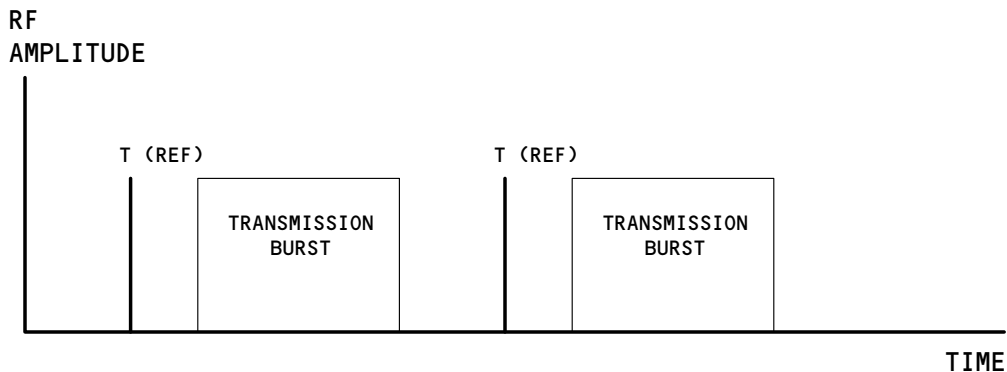 RF
AMPLITUDE
T (REF)
T (REF)
TRANSMISSION
BURST
TRANSMISSION
BURST
TIME